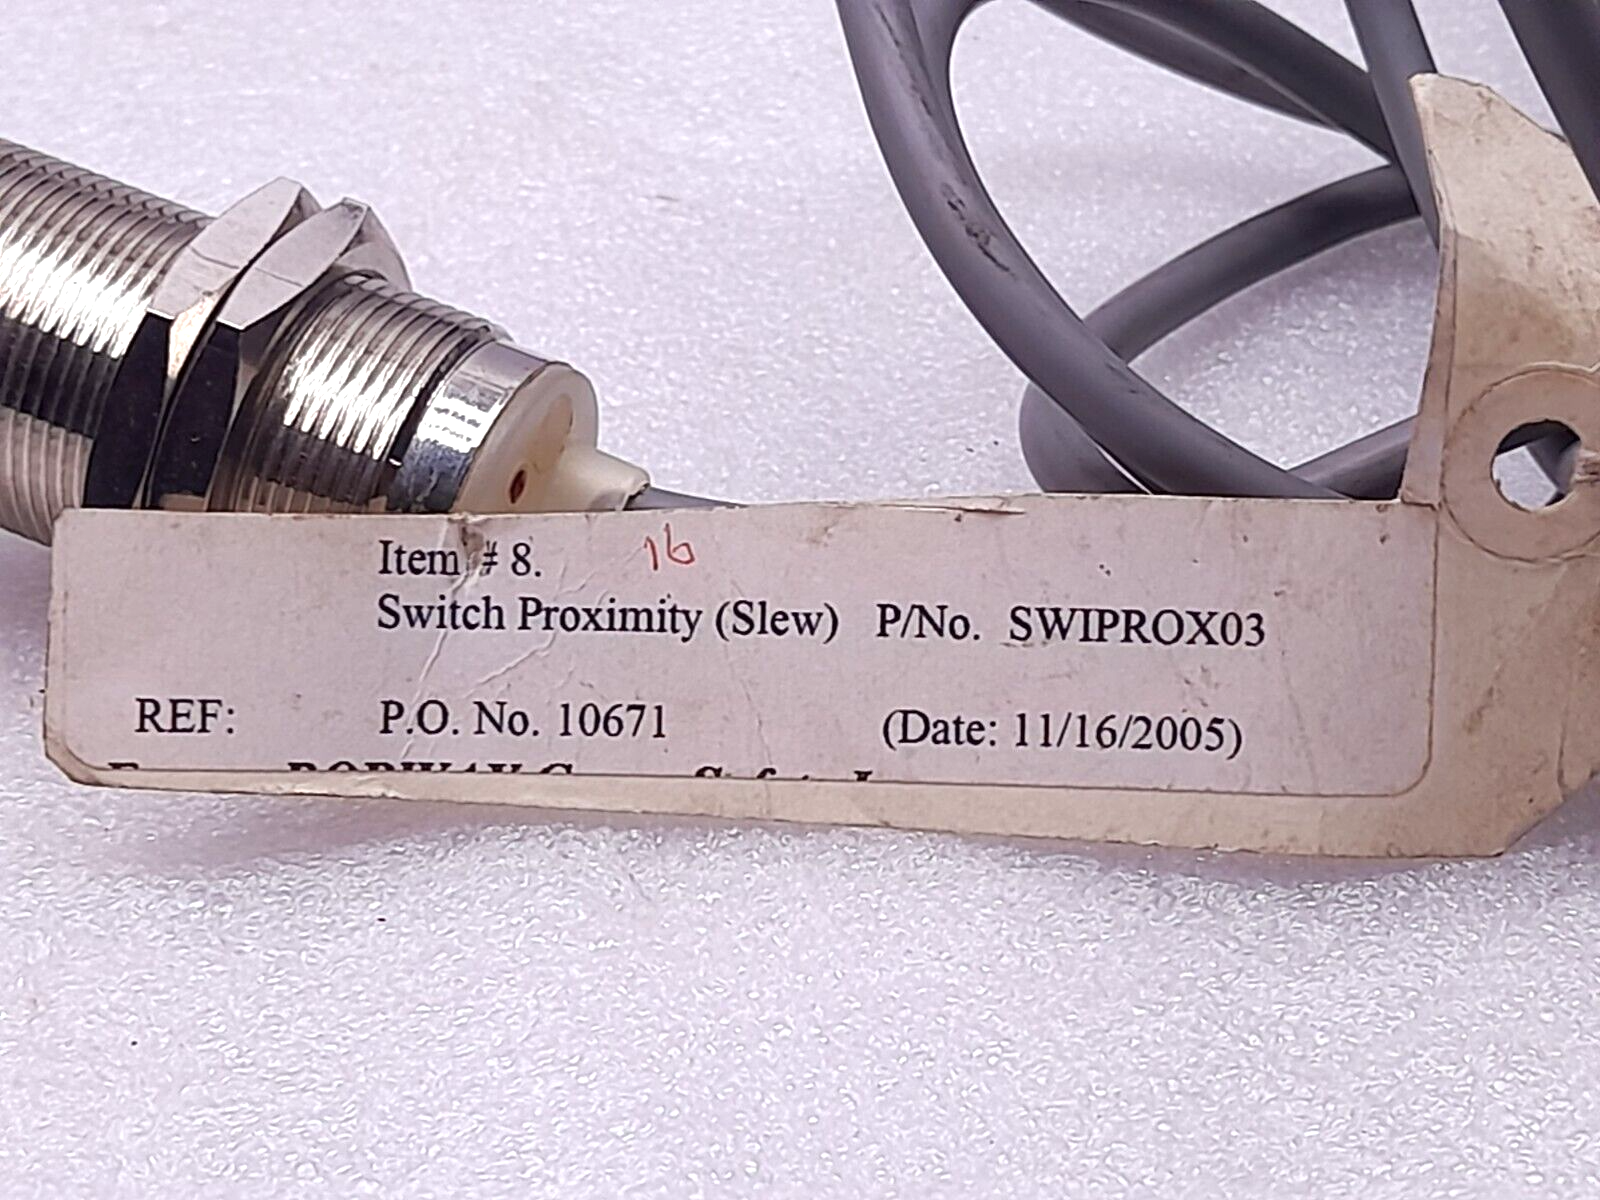 Item # 8. 16
Switch Proximity (Slew) P/No. SWIPROX03
REF: P.O. No. 10671 (Date: 11/16/2005)